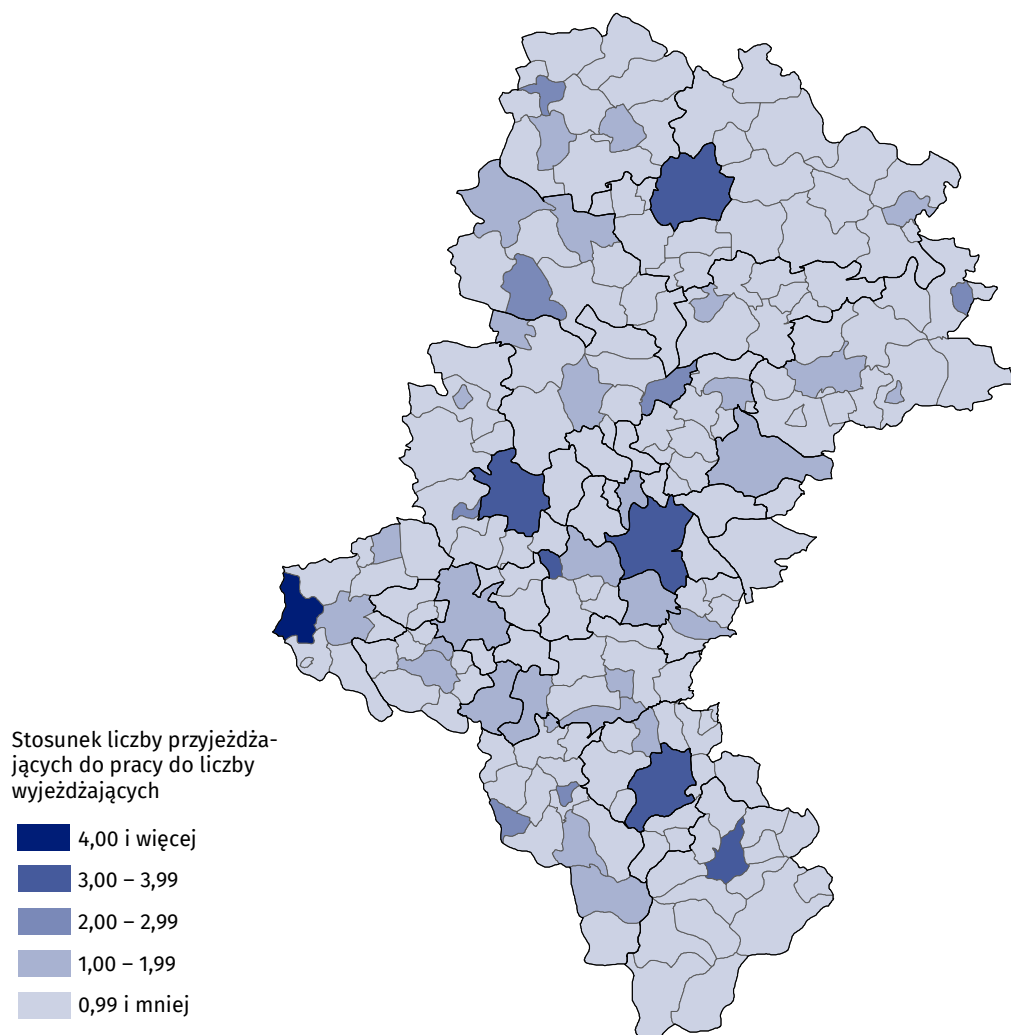 Stosunek liczby przyjeżdża-
jących do pracy do liczby
wyjeżdżających
4,00 i więcej
3,00 – 3,99
2,00 – 2,99
1,00 – 1,99
0,99 i mniej